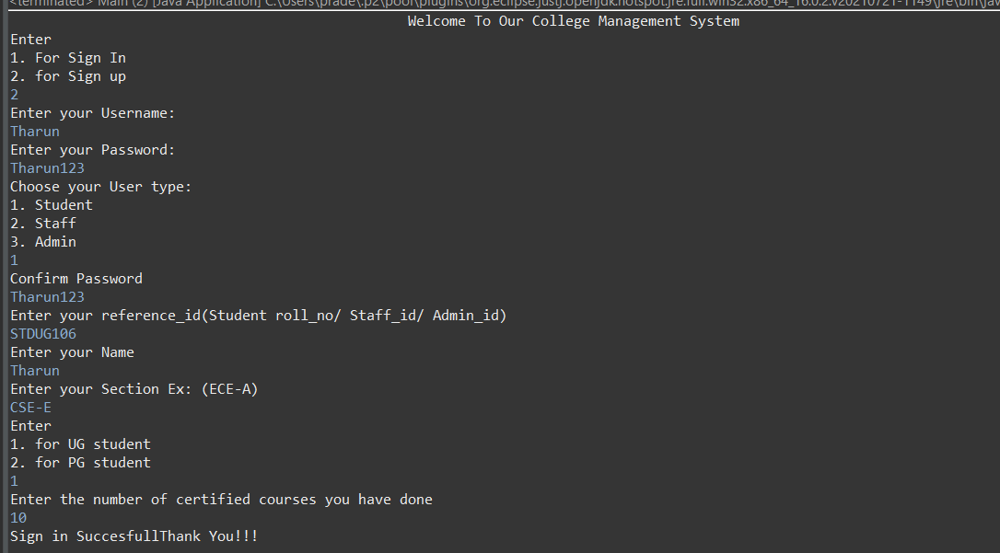 <terminated> Main (2) [Java Application] C:\Users\prade\.p2\pool\plugins\org.eclipse.justj.openjdk.hotspot.jre.full.win32.x86_64_16.0.2.v20210721-1149\jre\bin\jav
Welcome To Our College Management System
Enter
1. For Sign In
2. for Sign up
2
Enter your Username:
Tharun
Enter your Password:
Tharun123
Choose your User type:
1. Student
2. Staff
3. Admin
1
Confirm Password
Tharun123
Enter your reference_id(Student roll_no/ Staff_id/ Admin_id)
STDUG106
Enter your Name
Tharun
Enter your Section Ex: (ECE-A)
CSE-E
Enter
1. for UG student
2. for PG student
1
Enter the number of certified courses you have done
10
Sign in SuccesfullThank You!!!